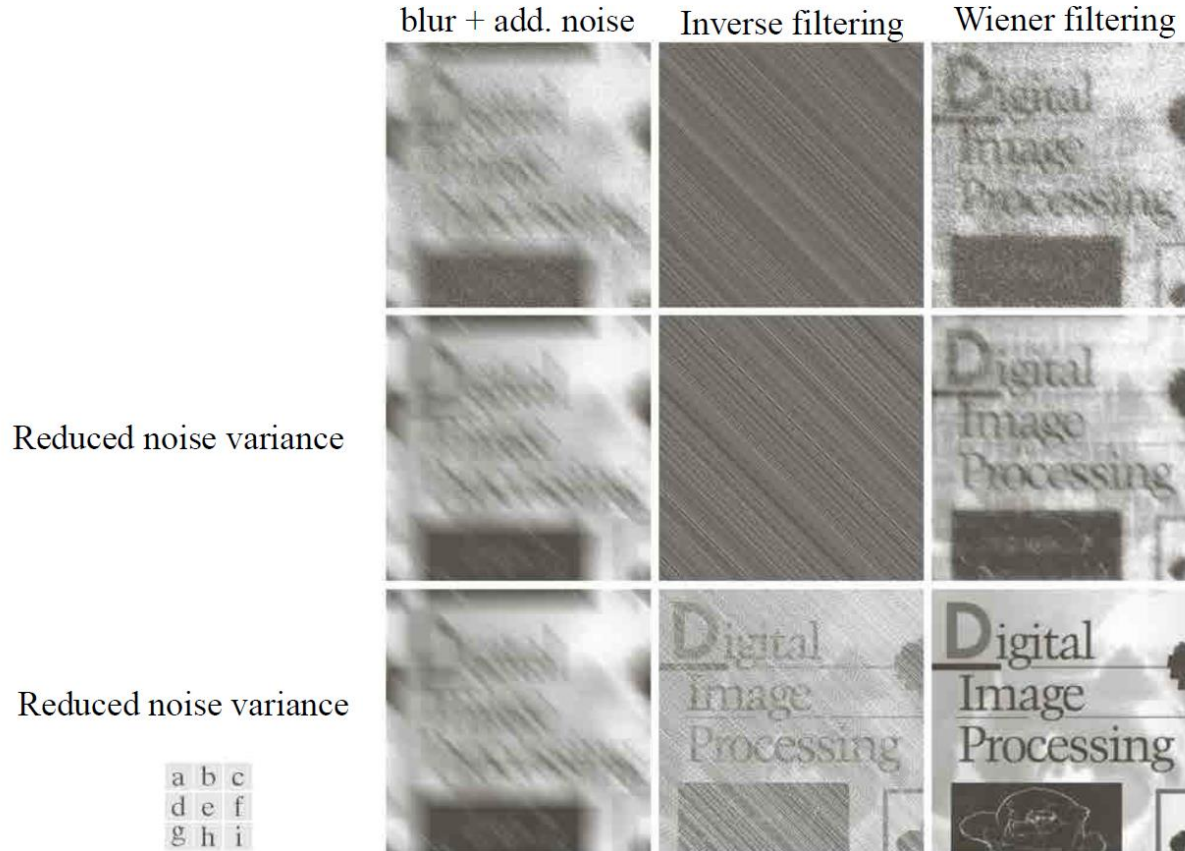 blur + add. noise Inverse filtering Wiener filtering
Digital
Image
Processing
Reduced noise variance
Digital
Image
Processing
Reduced noise variance
Digital
Image
Processing
Digital
Image
Processing
a b c
d e f
g h i